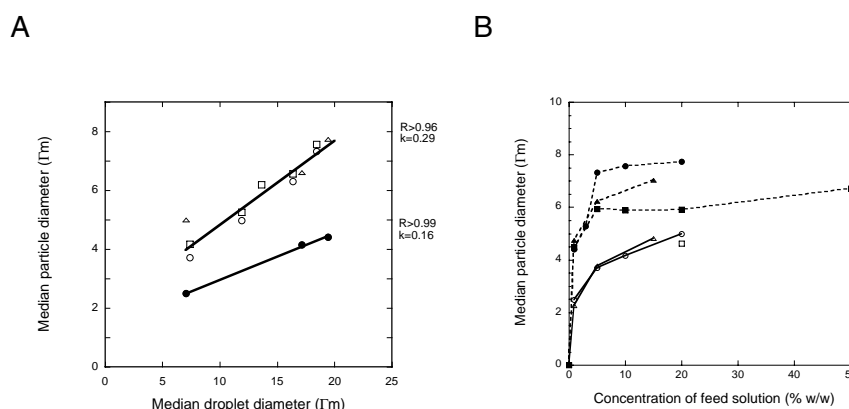 A
B
Median particle diameter (Γm)
8
6
4
2
0
0 5 10 15 20 25
Median droplet diameter (Γm)
R>0.96
k=0.29
R>0.99
k=0.16
Median particle diameter (Γm)
10
8
6
4
2
0
0 10 20 30 40 50
Concentration of feed solution (% w/w)